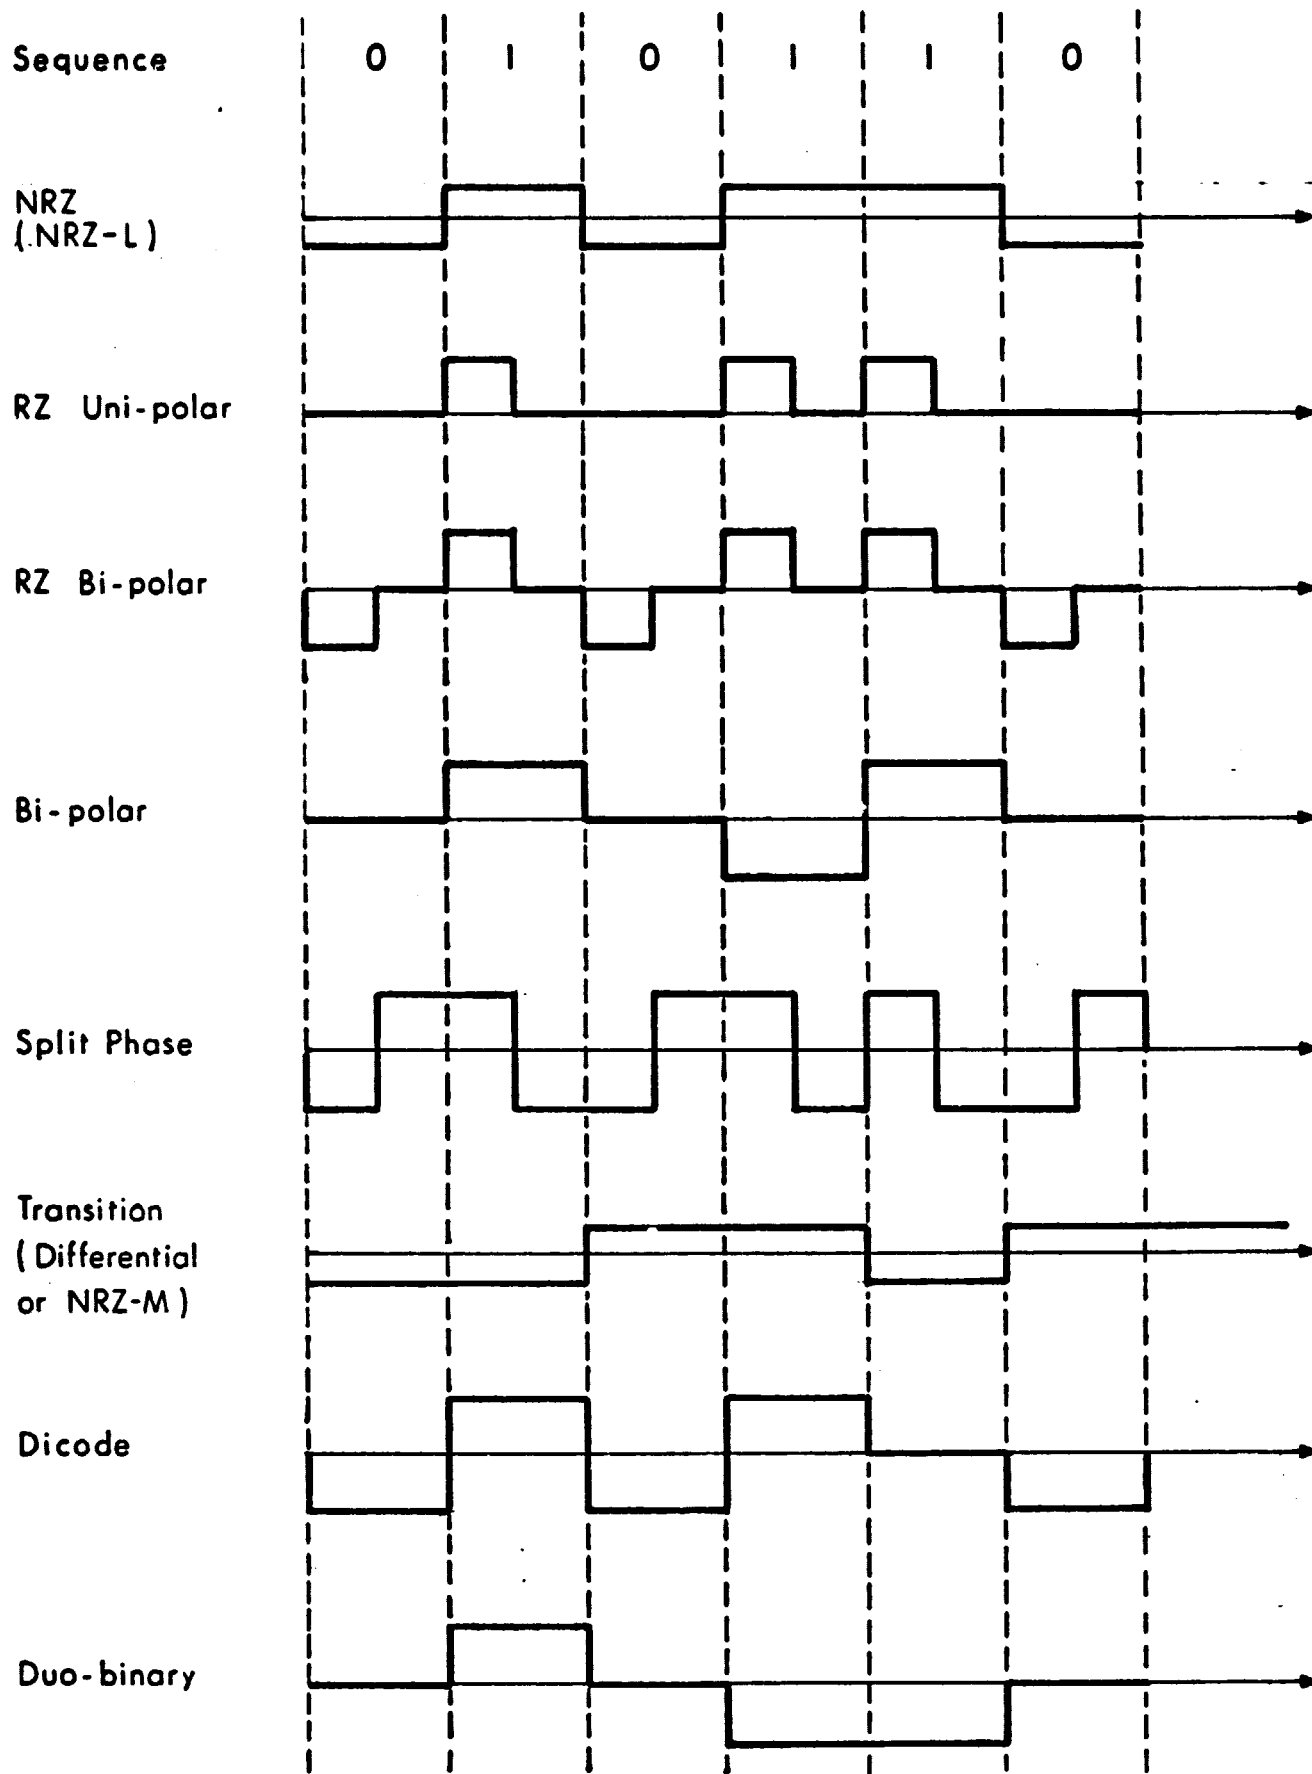 Sequence 0 1 0 1 1 0
NRZ
(.NRZ-L)
RZ Uni-polar
RZ Bi-polar
Bi-polar
Split Phase
Transition
(Differential
or NRZ-M)
Dicode
Duo-binary